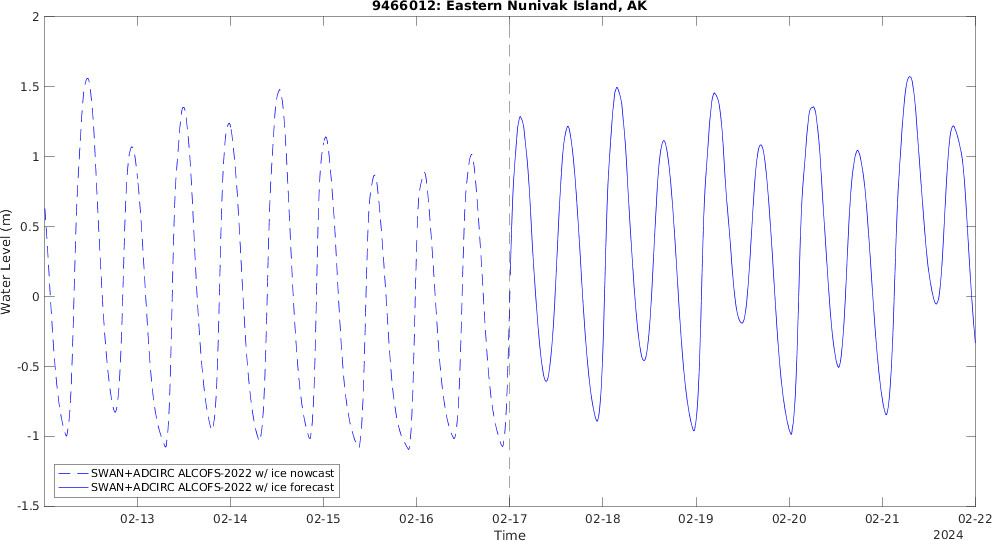 9466012: Eastern Nunivak Island, AK
2
1.5
1
0.5
0
-0.5
-1
-1.5
Water Level (m)
SWAN+ADCIRC ALCOFS-2022 w/ ice nowcast
SWAN+ADCIRC ALCOFS-2022 w/ ice forecast
02-13 02-14 02-15 02-16 02-17 02-18 02-19 02-20 02-21 02-22
Time
2024